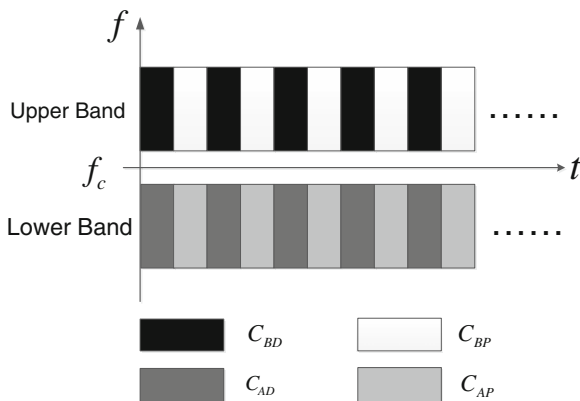 f
Upper Band
......
f_c
t
Lower Band
......
C_BD
C_BP
C_AD
C_AP